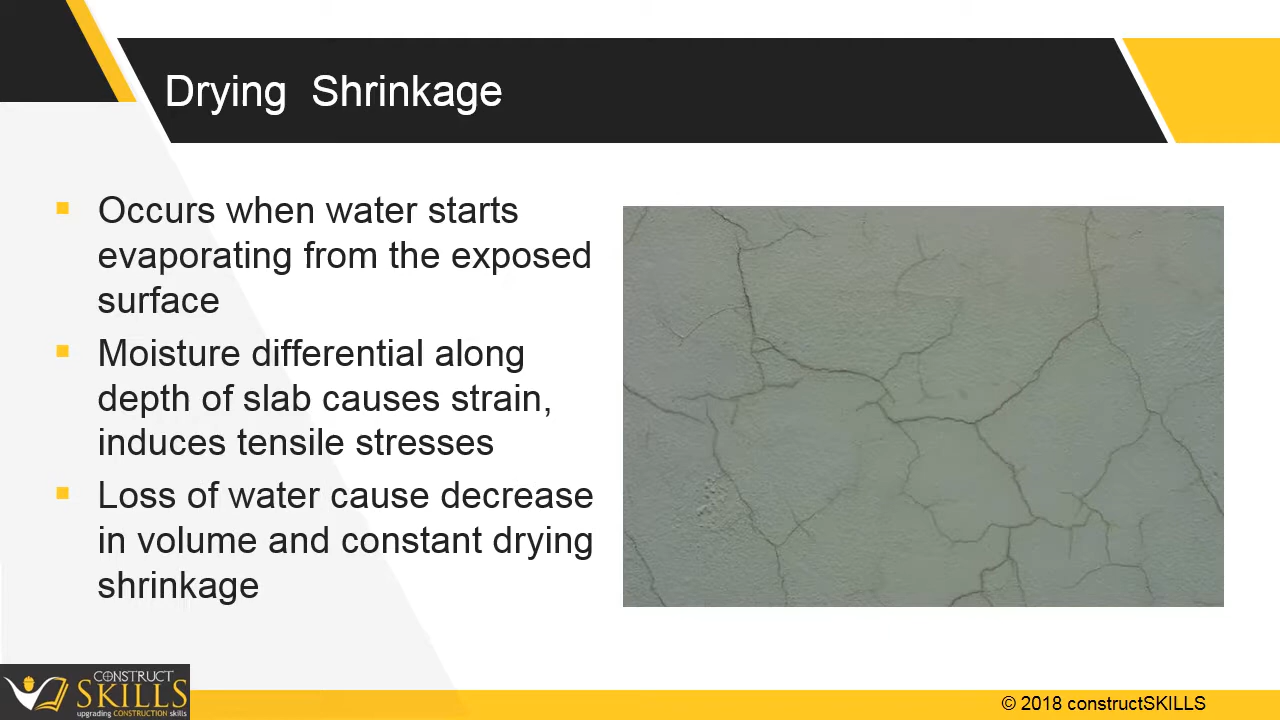 Drying Shrinkage
Occurs when water starts
evaporating from the exposed
surface
Moisture differential along
depth of slab causes strain,
induces tensile stresses
Loss of water cause decrease
in volume and constant drying
shrinkage
CONSTRUCT
SKILLS
upgrading CONSTRUCTION skills
© 2018 constructSKILLS